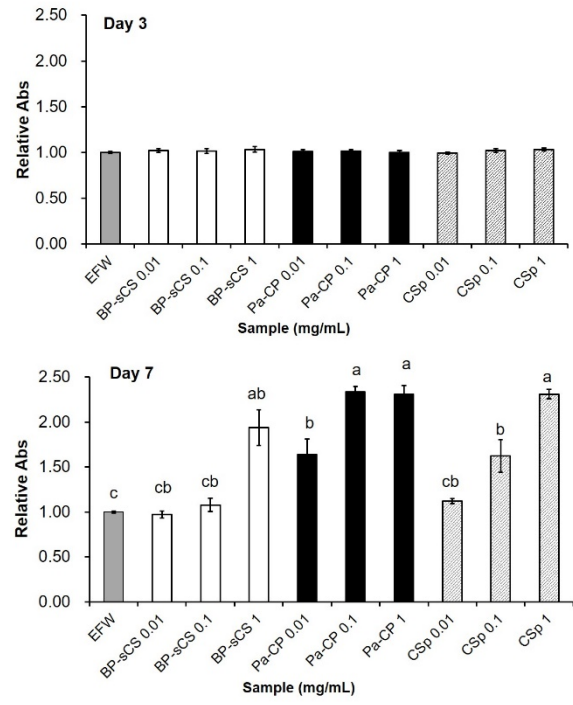 Day 3
2.50
2.00
1.50
1.00
0.50
0.00
Relative Abs
EFW
BP-sCS 0.01
BP-sCS 0.1
BP-sCS 1
Pa-CP 0.01
Pa-CP 0.1
Pa-CP 1
CSp 0.01
CSp 0.1
CSp 1
Sample (mg/mL)
Day 7
2.50
2.00
1.50
1.00
0.50
0.00
Relative Abs
c
cb
cb
ab
b
a
a
cb
b
a
EFW
BP-sCS 0.01
BP-sCS 0.1
BP-sCS 1
Pa-CP 0.01
Pa-CP 0.1
Pa-CP 1
CSp 0.01
CSp 0.1
CSp 1
Sample (mg/mL)